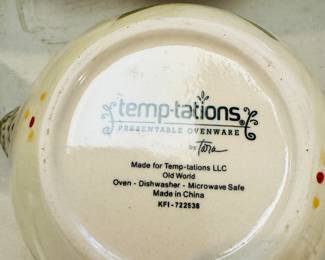 temp-tations®
PRESENTABLE OVENWARE
by Tara
Made for Temp-tations LLC
Old World
Oven - Dishwasher - Microwave Safe
Made in China
KFI-722538